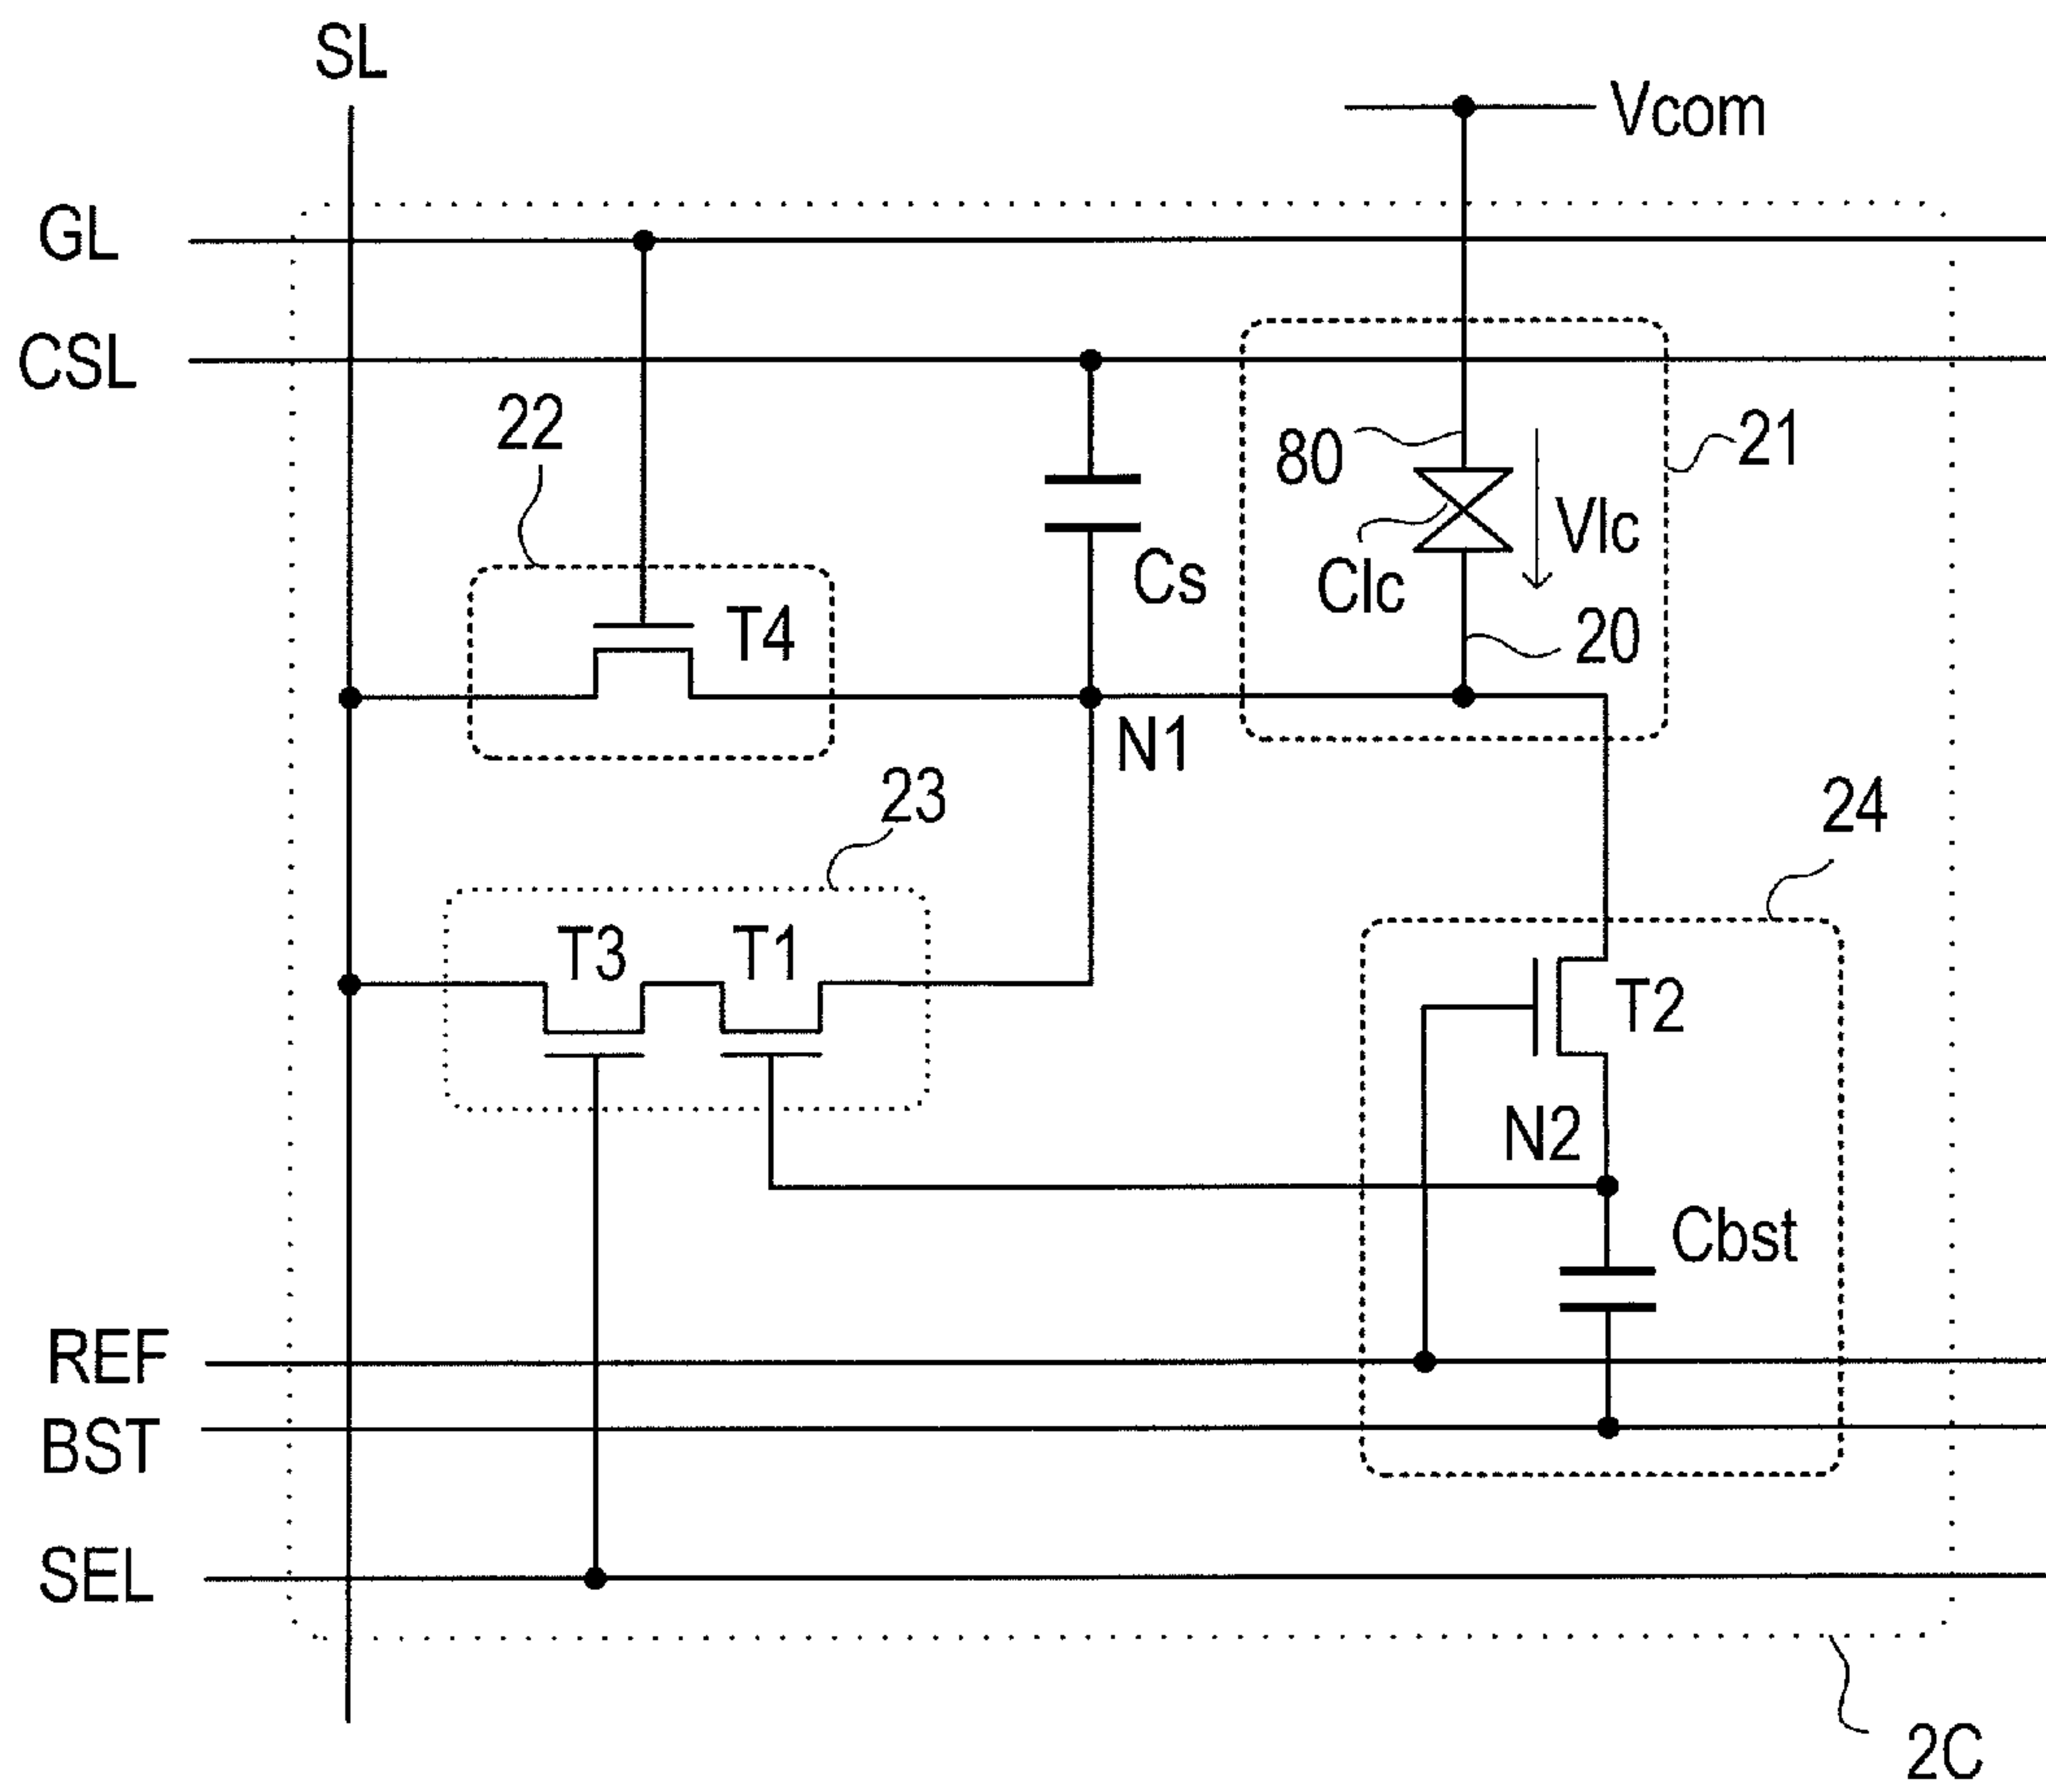 SL
Vcom
GL
CSL
22
80
21
Vlc
Cs
Clc
T4
20
N1
23
24
T3
T1
T2
N2
Cbst
REF
BST
SEL
2C